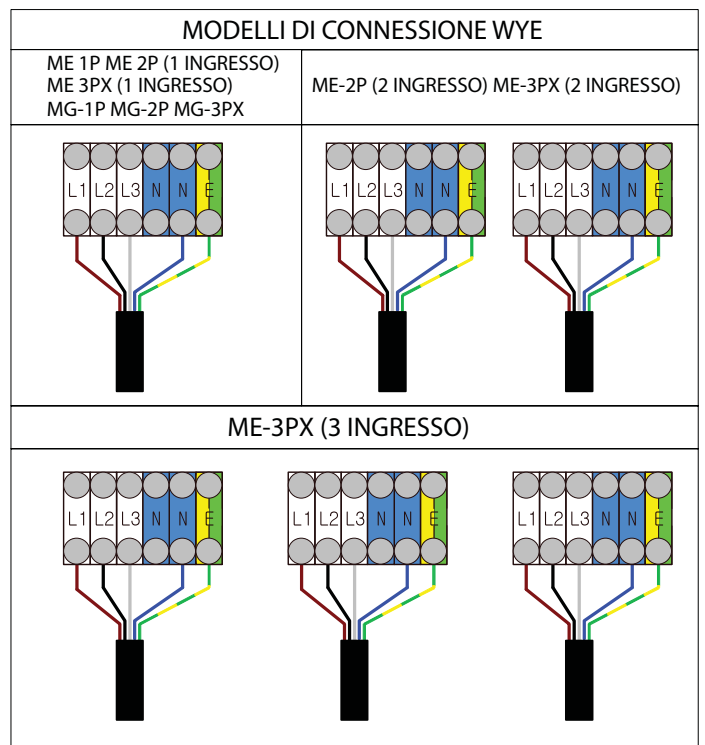 MODELLI DI CONNESSIONE WYE
ME 1P ME 2P (1 INGRESSO)
ME 3PX (1 INGRESSO)
MG-1P MG-2P MG-3PX
ME-2P (2 INGRESSO) ME-3PX (2 INGRESSO)
L1 L2 L3 N N E
L1 L2 L3 N N E
L1 L2 L3 N N E
ME-3PX (3 INGRESSO)
L1 L2 L3 N N E
L1 L2 L3 N N E
L1 L2 L3 N N E